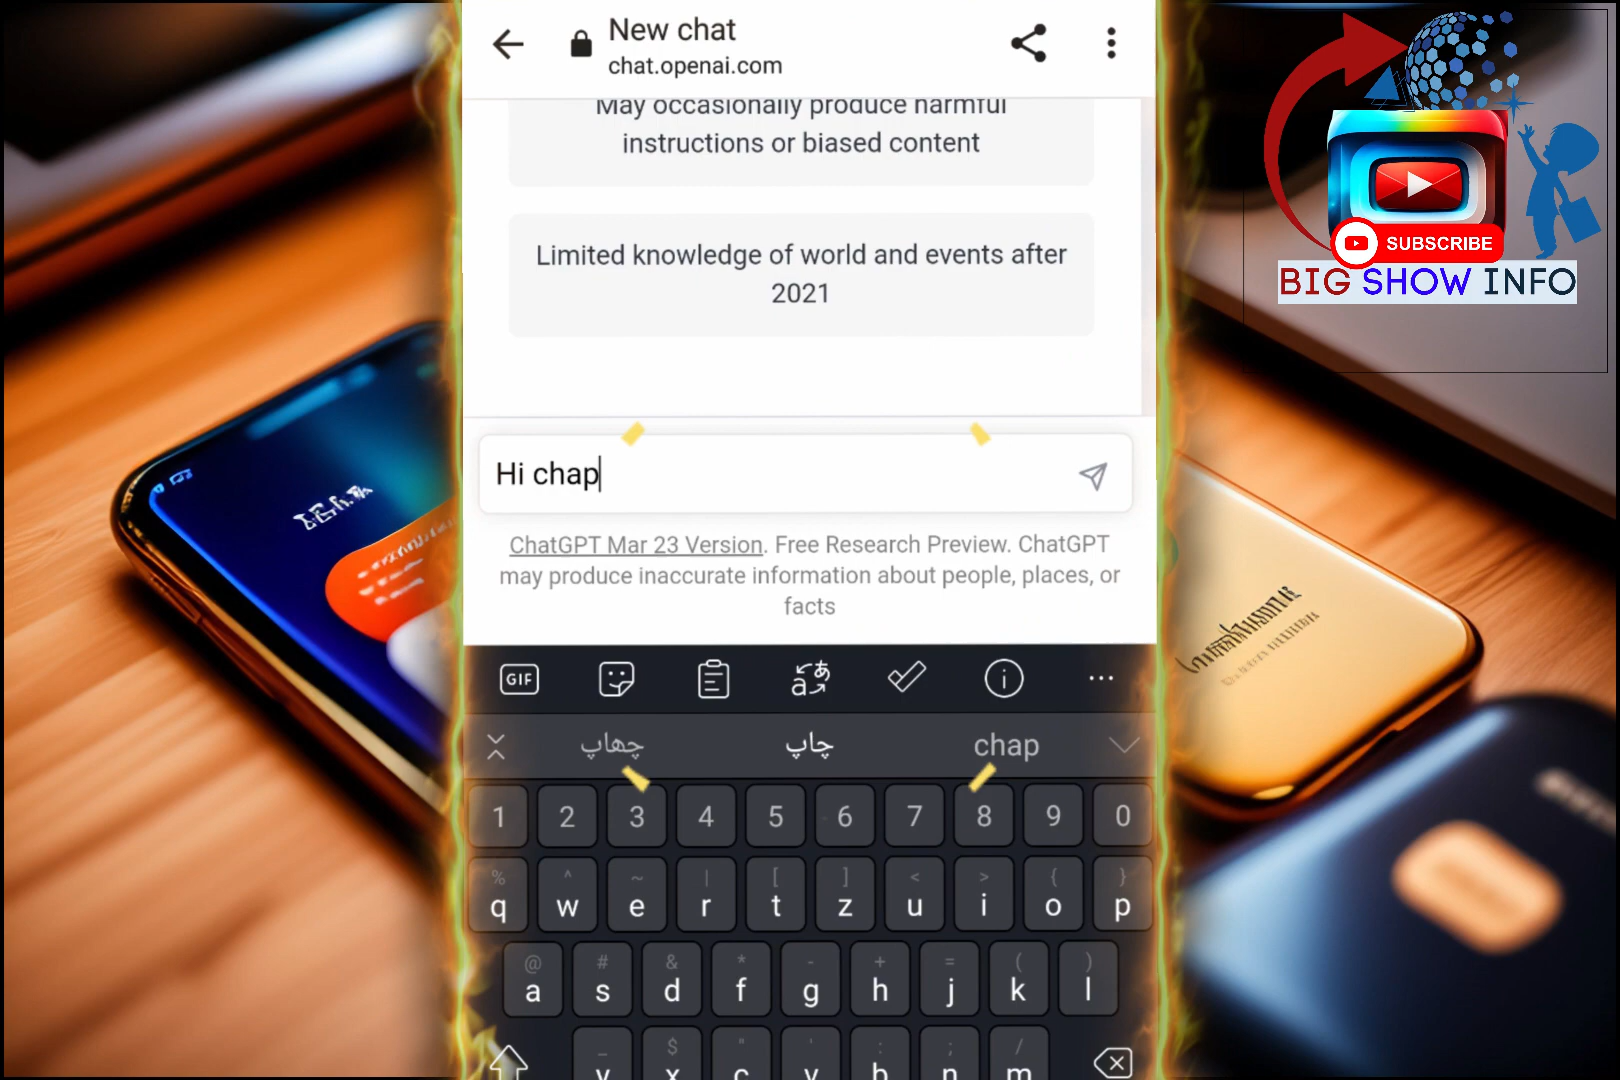 New chat
chat.openai.com
May occasionally produce harmful
instructions or biased content
Limited knowledge of world and events after
2021
Hi chap
ChatGPT Mar 23 Version. Free Research Preview. ChatGPT
may produce inaccurate information about people, places, or
facts
GIF
چھاپ چاپ chap
1 2 3 4 5 6 7 8 9 0
% ^ ~ | [ ] < > { }
q w e r t z u i o p
@ # & * - + = ( )
a s d f g h j k l
_ $ " ' : ; /
y x c v b n m
SUBSCRIBE
BIG SHOW INFO